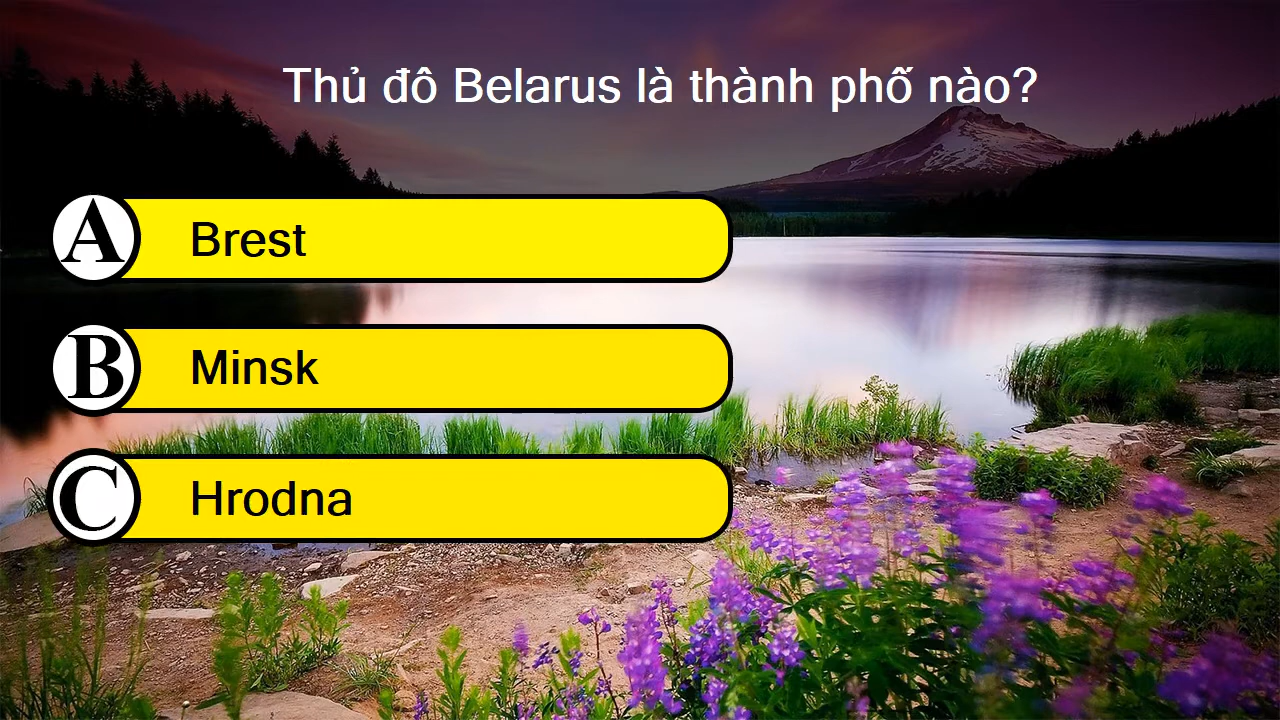 Thủ đô Belarus là thành phố nào?
A Brest
B Minsk
C Hrodna